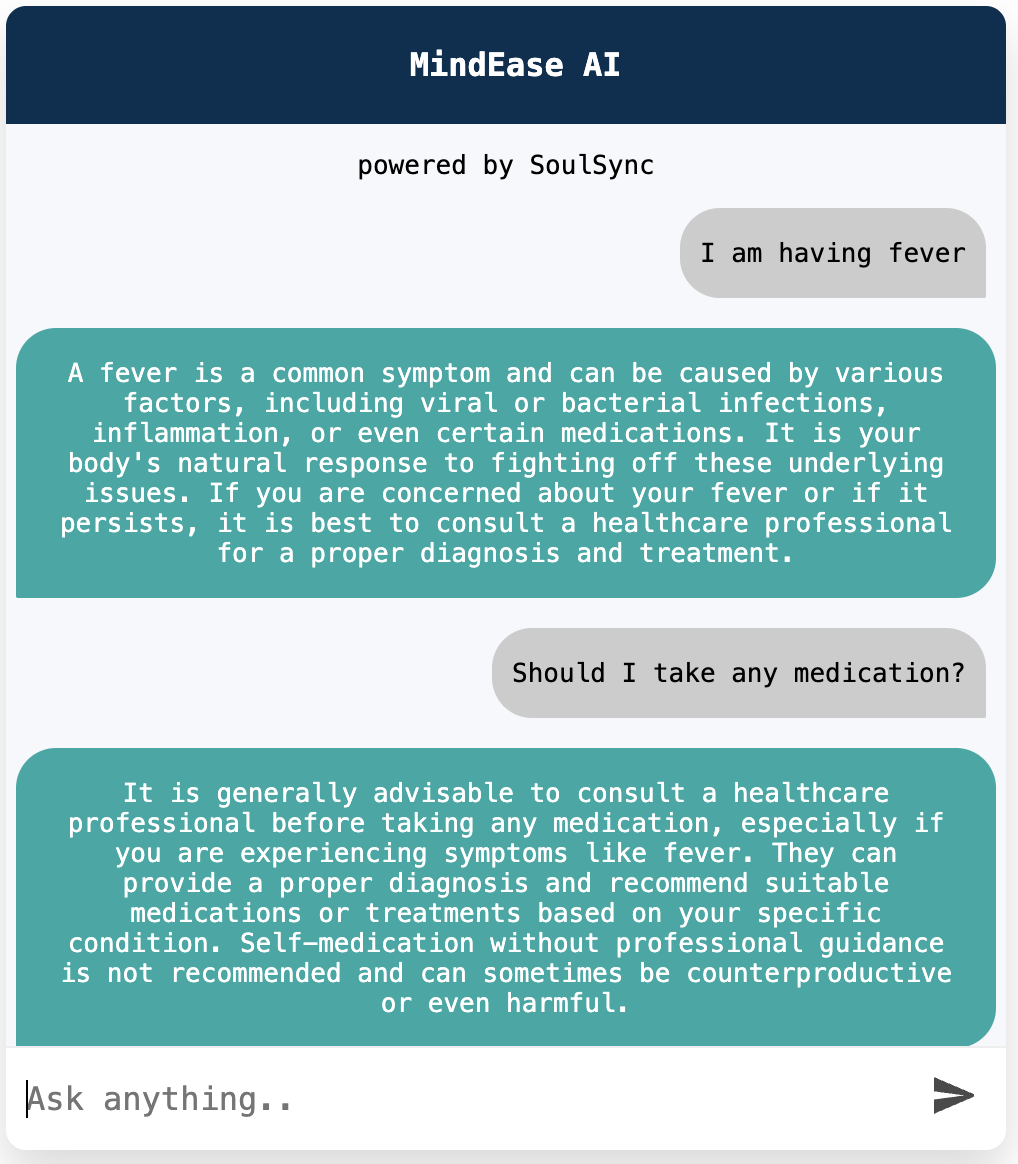 MindEase AI
powered by SoulSync
I am having fever
A fever is a common symptom and can be caused by various
factors, including viral or bacterial infections,
inflammation, or even certain medications. It is your
body's natural response to fighting off these underlying
issues. If you are concerned about your fever or if it
persists, it is best to consult a healthcare professional
for a proper diagnosis and treatment.
Should I take any medication?
It is generally advisable to consult a healthcare
professional before taking any medication, especially if
you are experiencing symptoms like fever. They can
provide a proper diagnosis and recommend suitable
medications or treatments based on your specific
condition. Self-medication without professional guidance
is not recommended and can sometimes be counterproductive
or even harmful.
Ask anything..